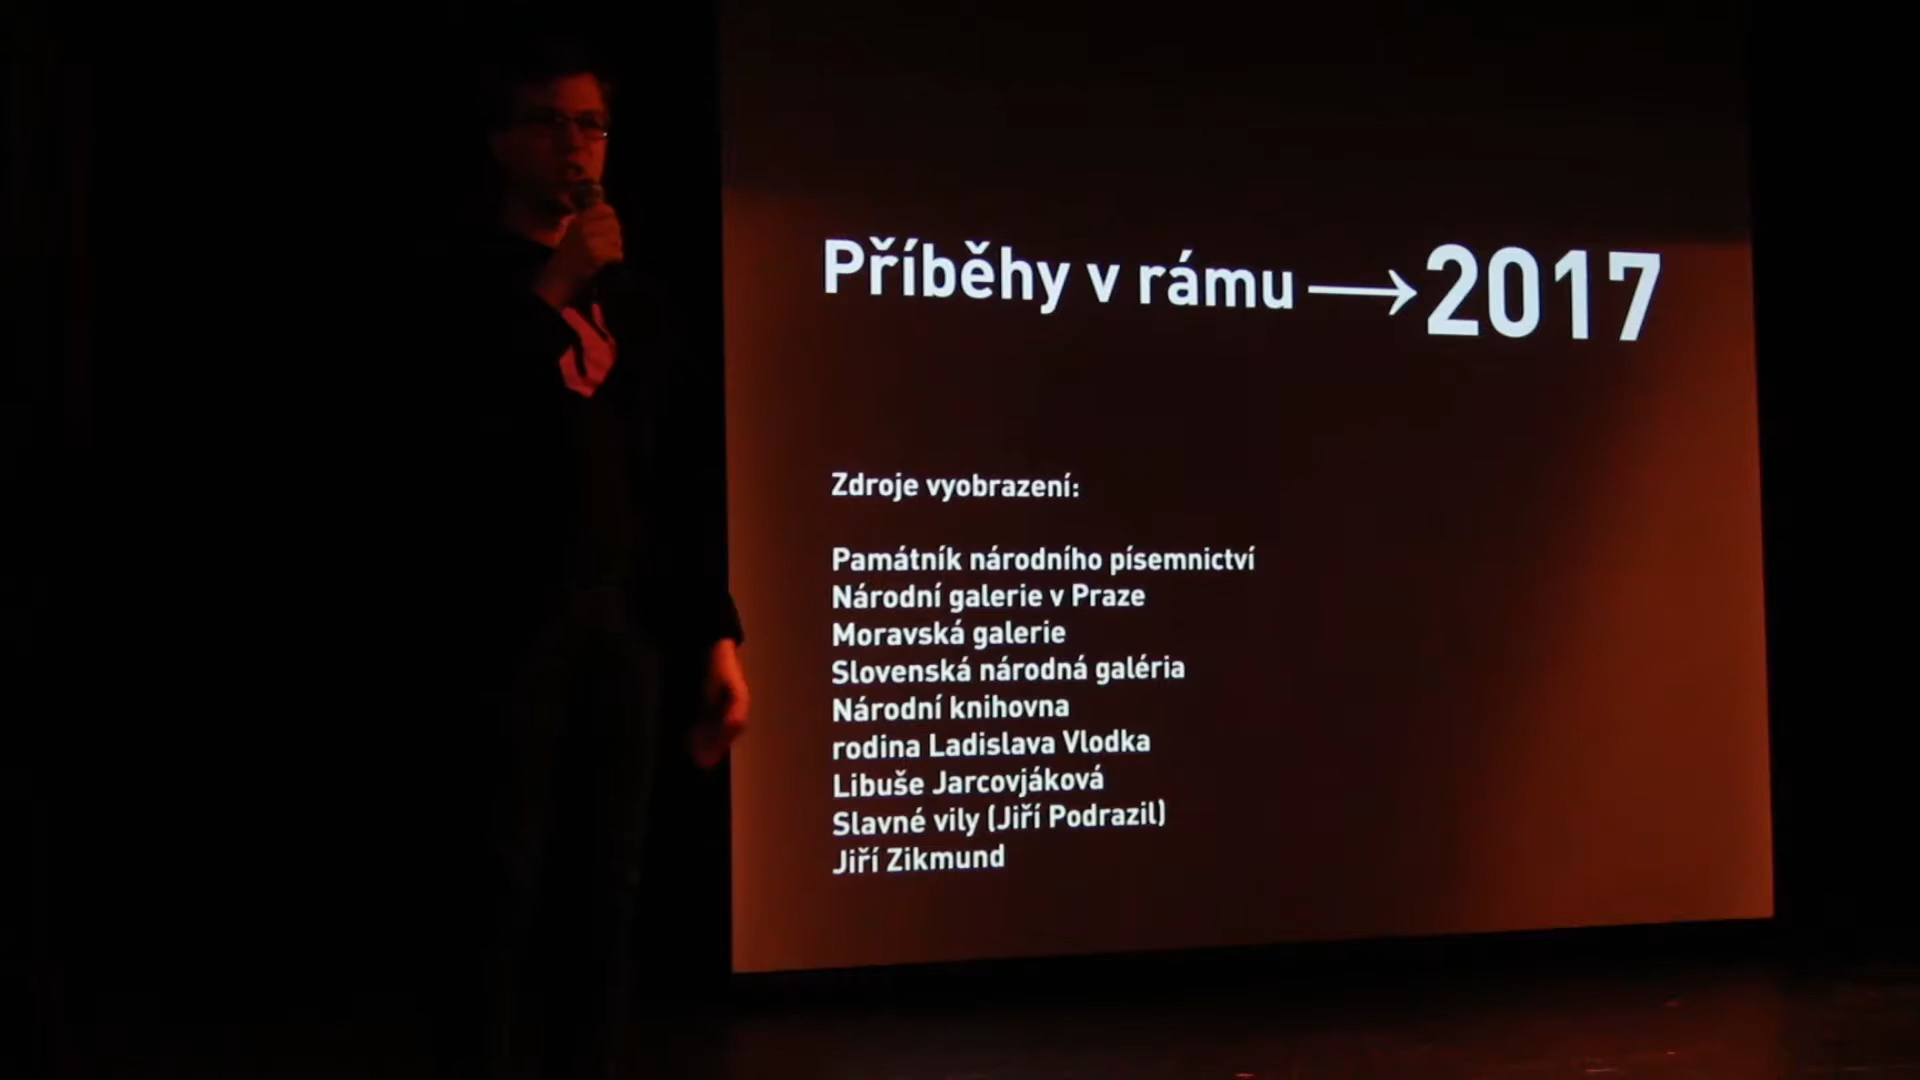 Příběhy v rámu → 2017
Zdroje vyobrazení:
Památník národního písemnictví
Národní galerie v Praze
Moravská galerie
Slovenská národná galéria
Národní knihovna
rodina Ladislava Vlodka
Libuše Jarcovjáková
Slavné vily (Jiří Podrazil)
Jiří Zikmund